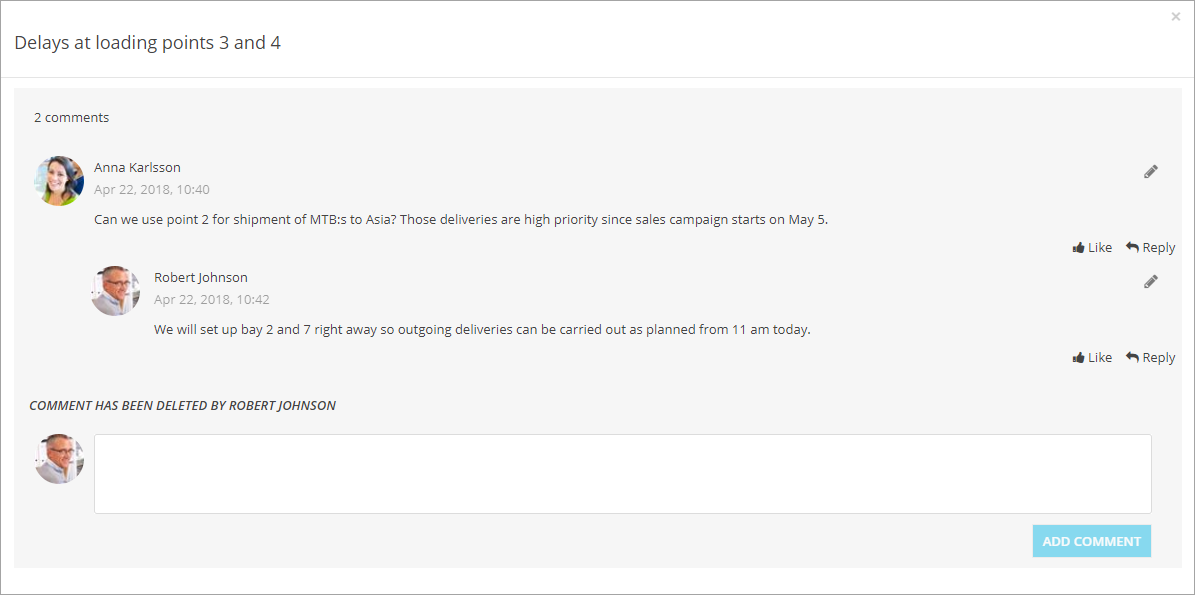 ×
Delays at loading points 3 and 4
2 comments
Anna Karlsson
Apr 22, 2018, 10:40
Can we use point 2 for shipment of MTB:s to Asia? Those deliveries are high priority since sales campaign starts on May 5.
Like Reply
Robert Johnson
Apr 22, 2018, 10:42
We will set up bay 2 and 7 right away so outgoing deliveries can be carried out as planned from 11 am today.
Like Reply
COMMENT HAS BEEN DELETED BY ROBERT JOHNSON
ADD COMMENT